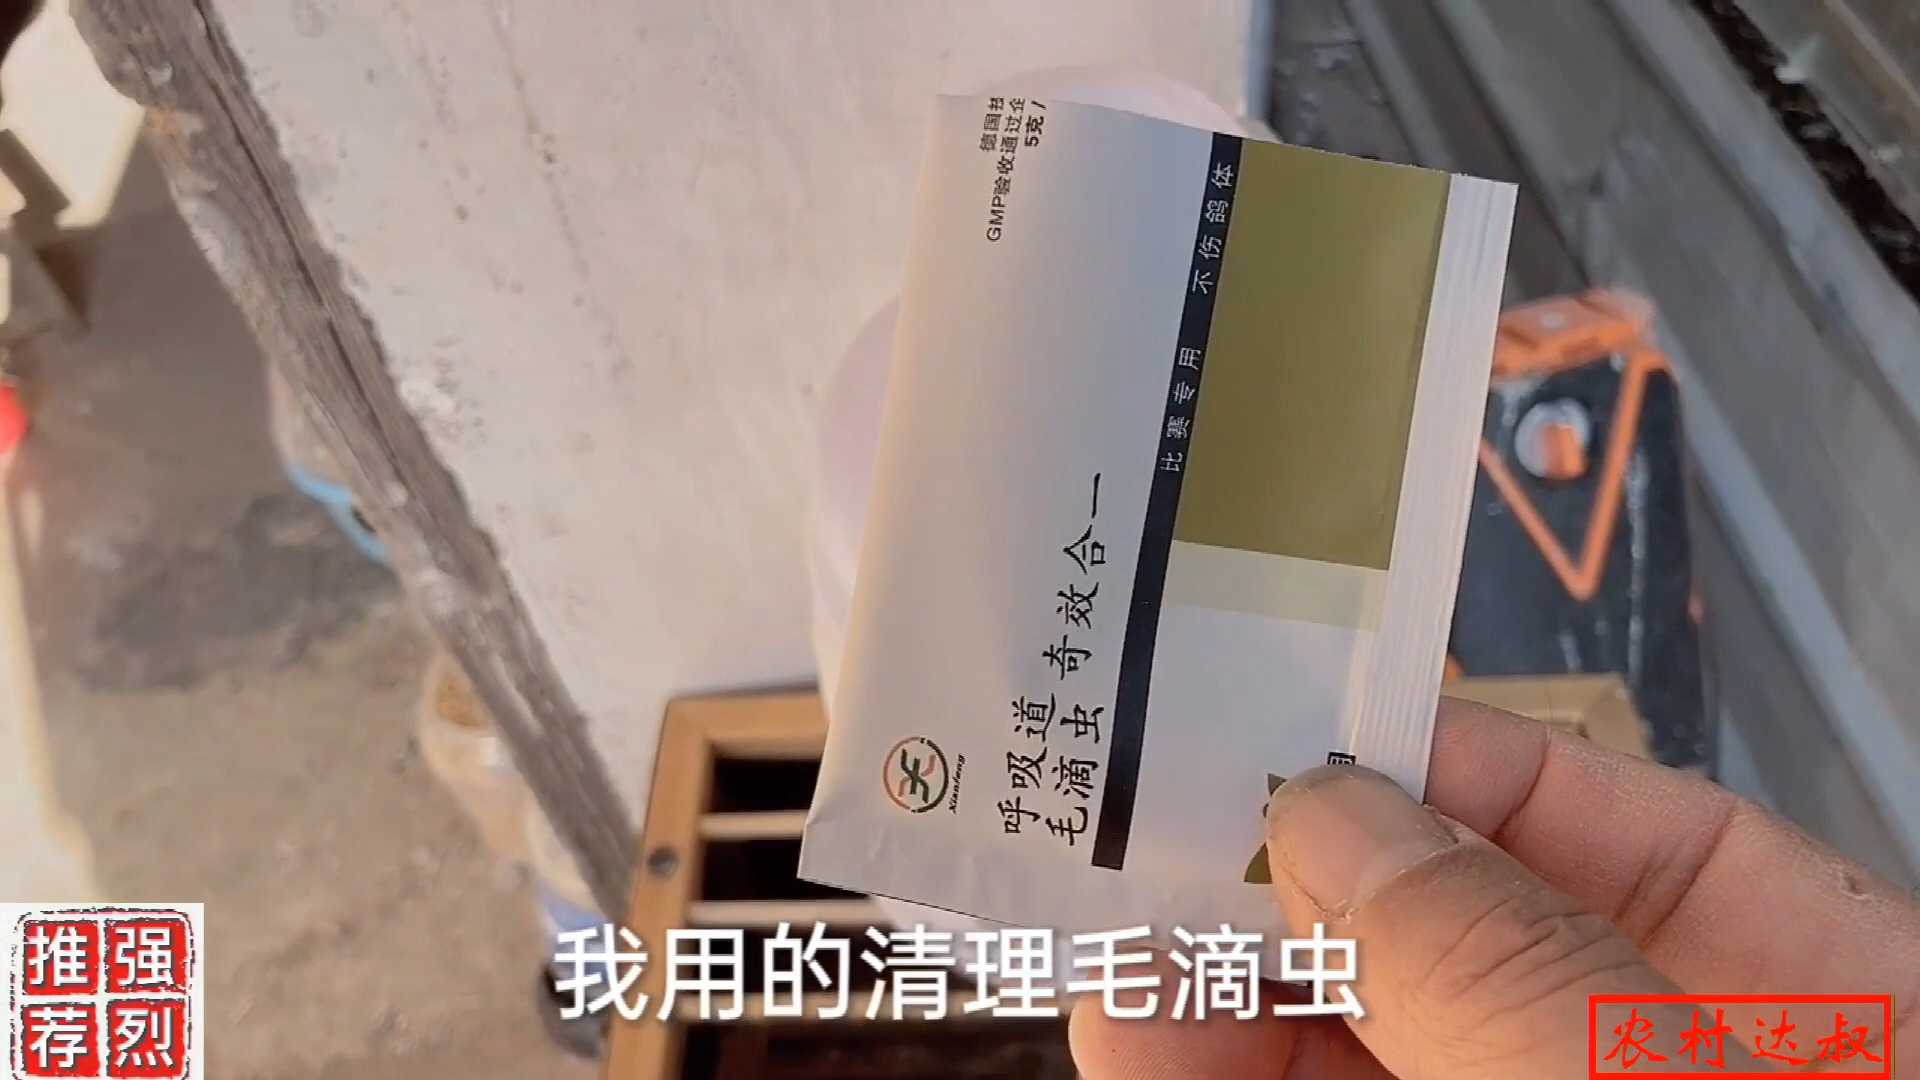 德国
GMP验收通过企
5克/
比赛专用 不伤鸽体
呼吸道
毛滴虫
奇效合一
Xianfeng
国
我用的清理毛滴虫
强烈
推荐
农村达叔